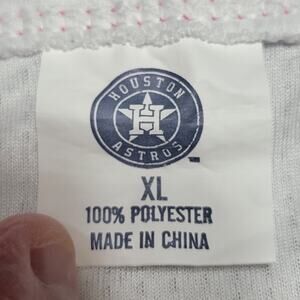 HOUSTON
H
ASTROS
TM
XL
100% POLYESTER
MADE IN CHINA